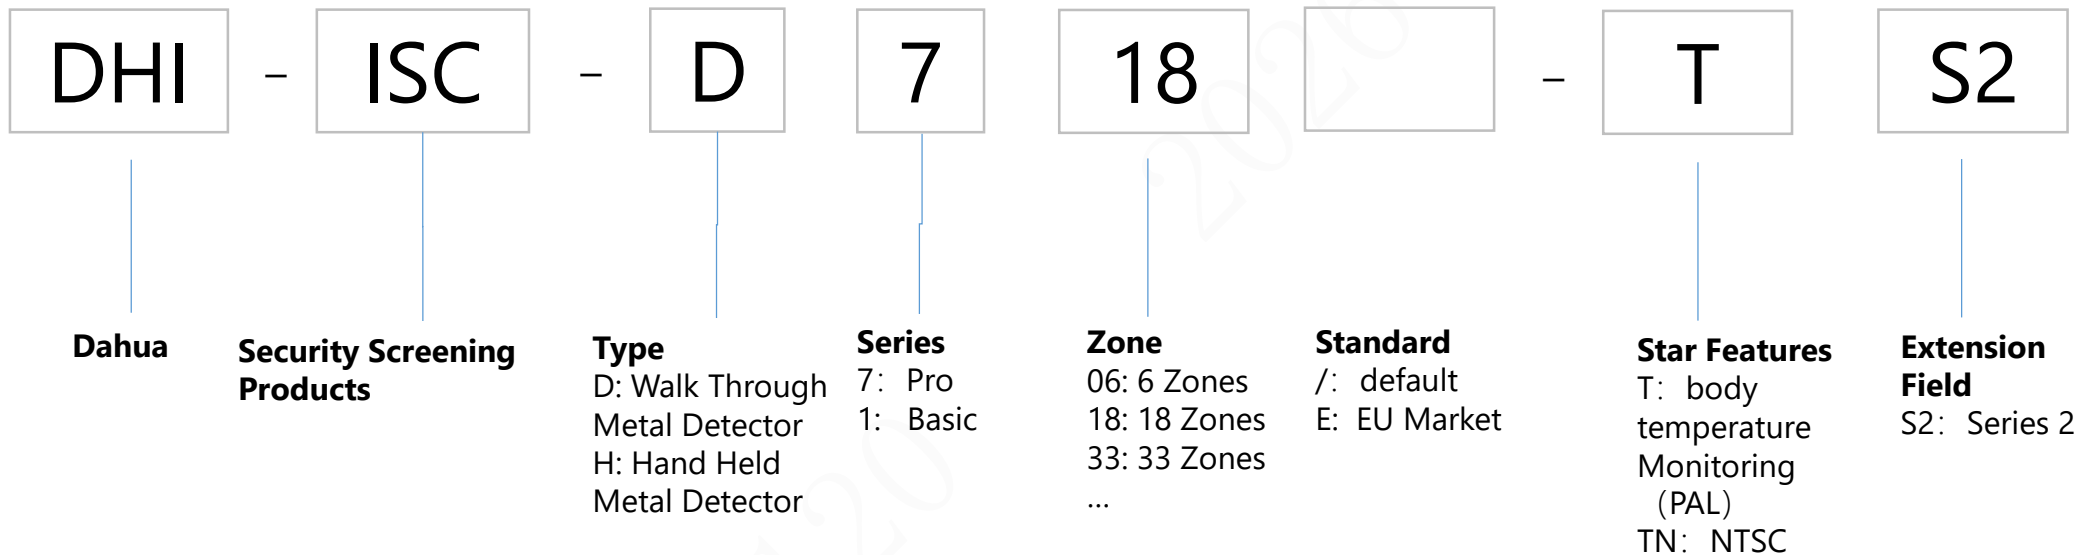 DHI - ISC - D 7 18 - T S2
Dahua
Security Screening
Products
Type
D: Walk Through
Metal Detector
H: Hand Held
Metal Detector
Series
7： Pro
1: Basic
Zone
06: 6 Zones
18: 18 Zones
33: 33 Zones
...
Standard
/: default
E: EU Market
Star Features
T： body
temperature
Monitoring
（PAL）
TN： NTSC
Extension
Field
S2： Series 2